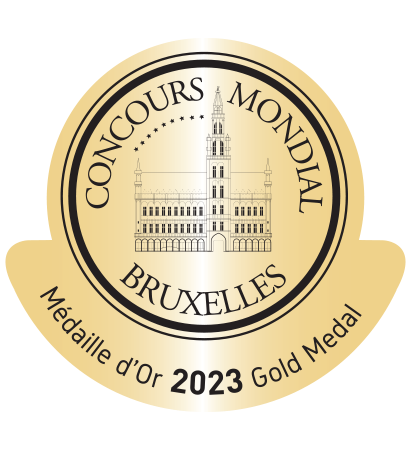 CONCOURS MONDIAL
BRUXELLES
Médaille d'Or 2023 Gold Medal